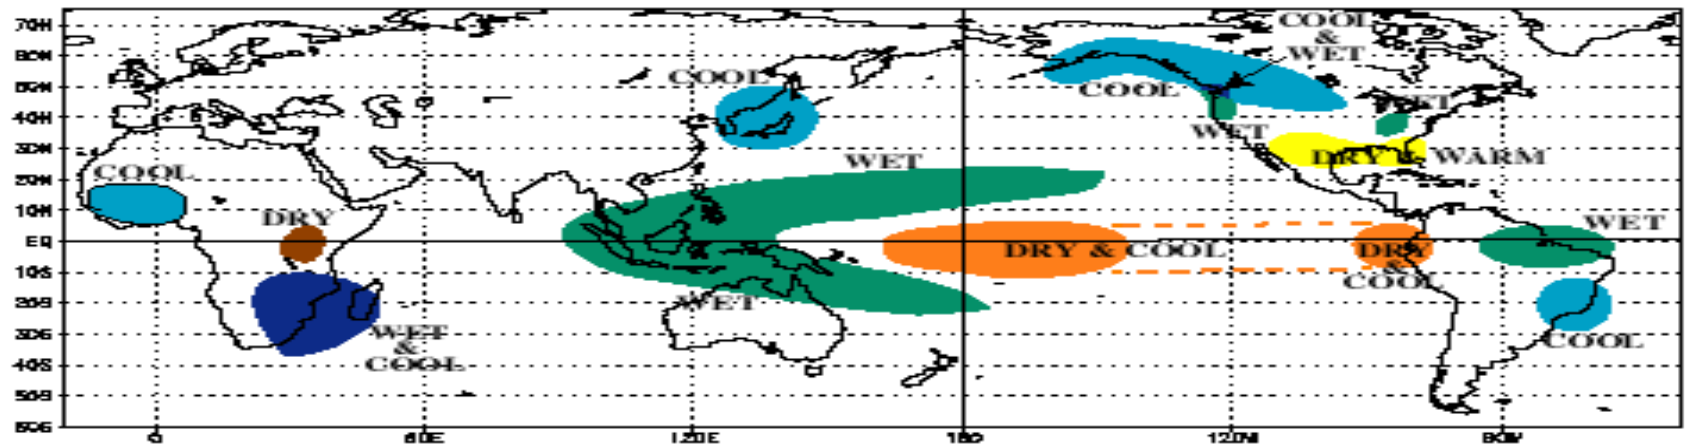 70N
60N
50N
40N
30N
20N
10N
EQ
10S
20S
30S
40S
50S
60S
COOL
&
WET
COOL
COOL
WET
WET
DRY & WARM
COOL
WET
DRY
WET
DRY & COOL
DRY
&
COOL
WET
WET
&
COOL
COOL
0
60E
120E
180
120W
60W